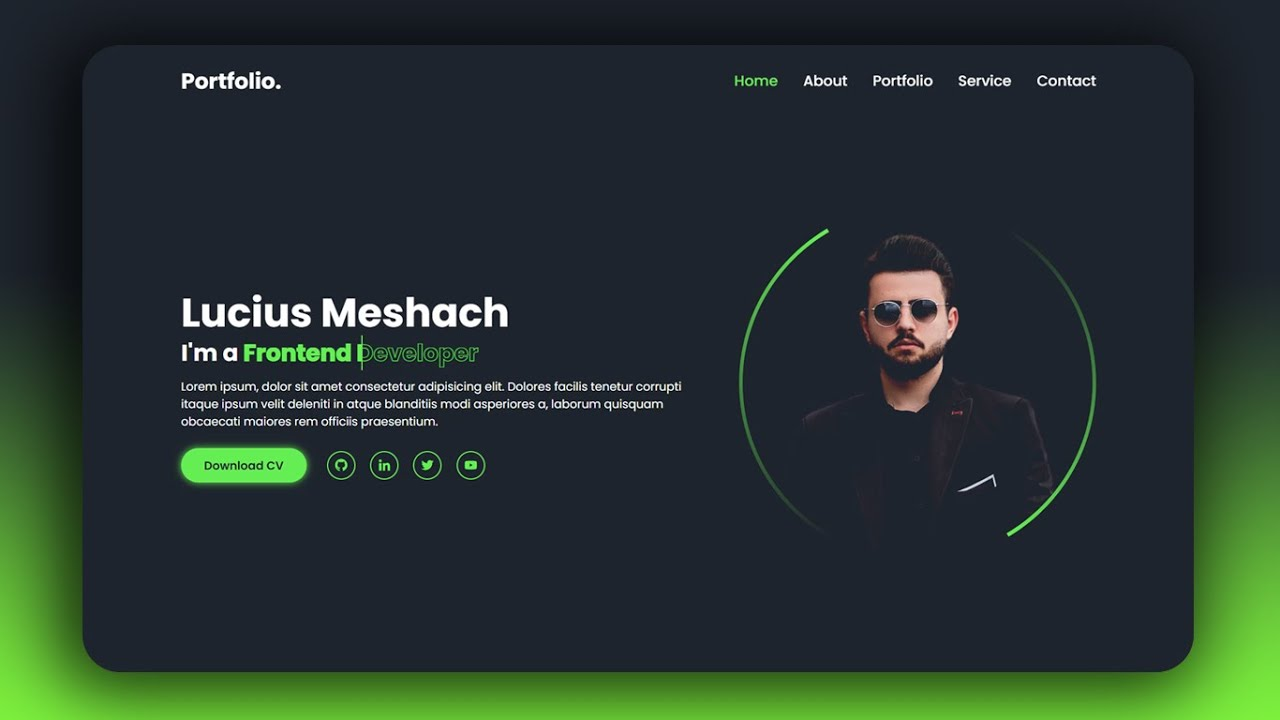 Portfolio.
Home About Portfolio Service Contact
Lucius Meshach
I'm a Frontend Developer
Lorem ipsum, dolor sit amet consectetur adipisicing elit. Dolores facilis tenetur corrupti
itaque ipsum velit deleniti in atque blanditiis modi asperiores a, laborum quisquam
obcaecati maiores rem officiis praesentium.
Download CV
in